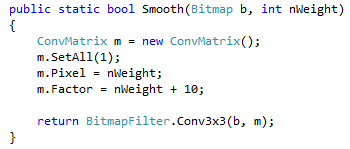 public static bool Smooth(Bitmap b, int nWeight)
{
    ConvMatrix m = new ConvMatrix();
    m.SetAll(1);
    m.Pixel = nWeight;
    m.Factor = nWeight + 10;

    return BitmapFilter.Conv3x3(b, m);
}